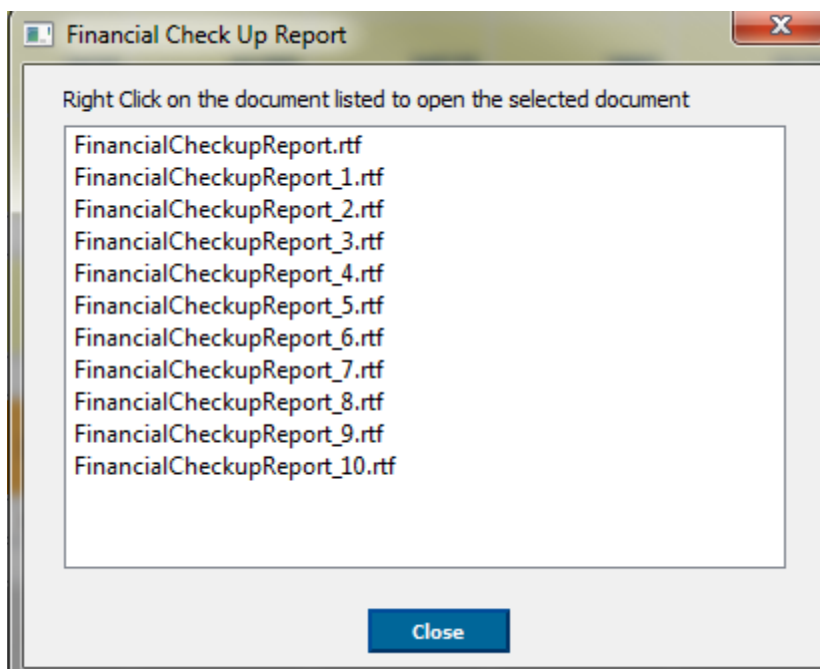 Financial Check Up Report
Right Click on the document listed to open the selected document
FinancialCheckupReport.rtf
FinancialCheckupReport_1.rtf
FinancialCheckupReport_2.rtf
FinancialCheckupReport_3.rtf
FinancialCheckupReport_4.rtf
FinancialCheckupReport_5.rtf
FinancialCheckupReport_6.rtf
FinancialCheckupReport_7.rtf
FinancialCheckupReport_8.rtf
FinancialCheckupReport_9.rtf
FinancialCheckupReport_10.rtf
Close